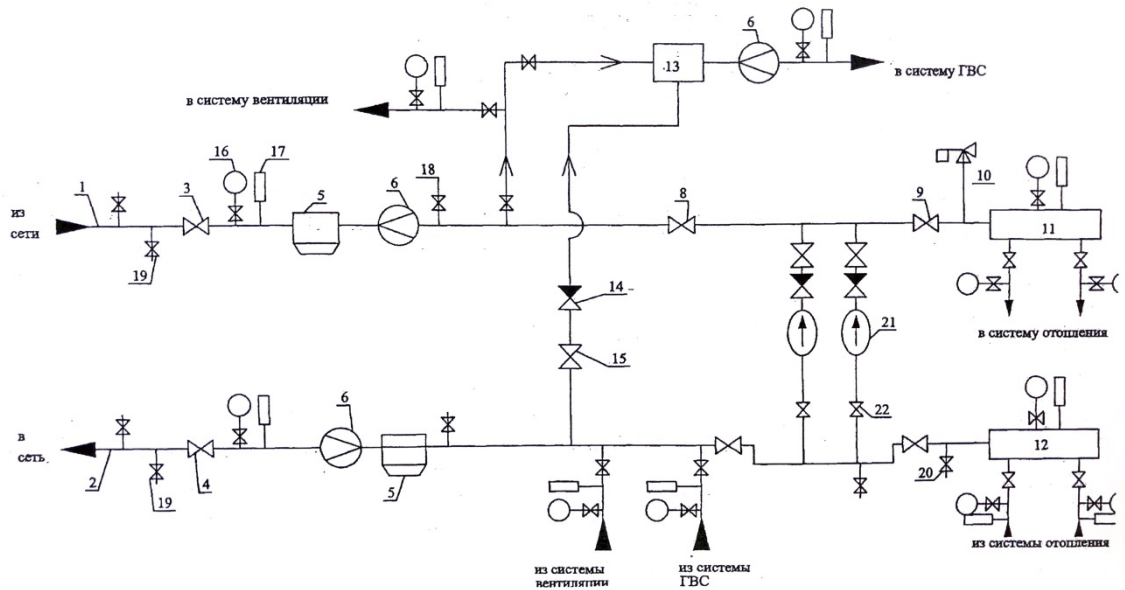 6
13
в систему ГВС
в систему вентиляции
16
17
18
1
3
5
6
8
9
10
11
из
сети
19
14
15
21
в систему отопления
6
22
в
сеть
2
19
4
5
20
12
из системы
вентиляции
из системы
ГВС
из системы отопления